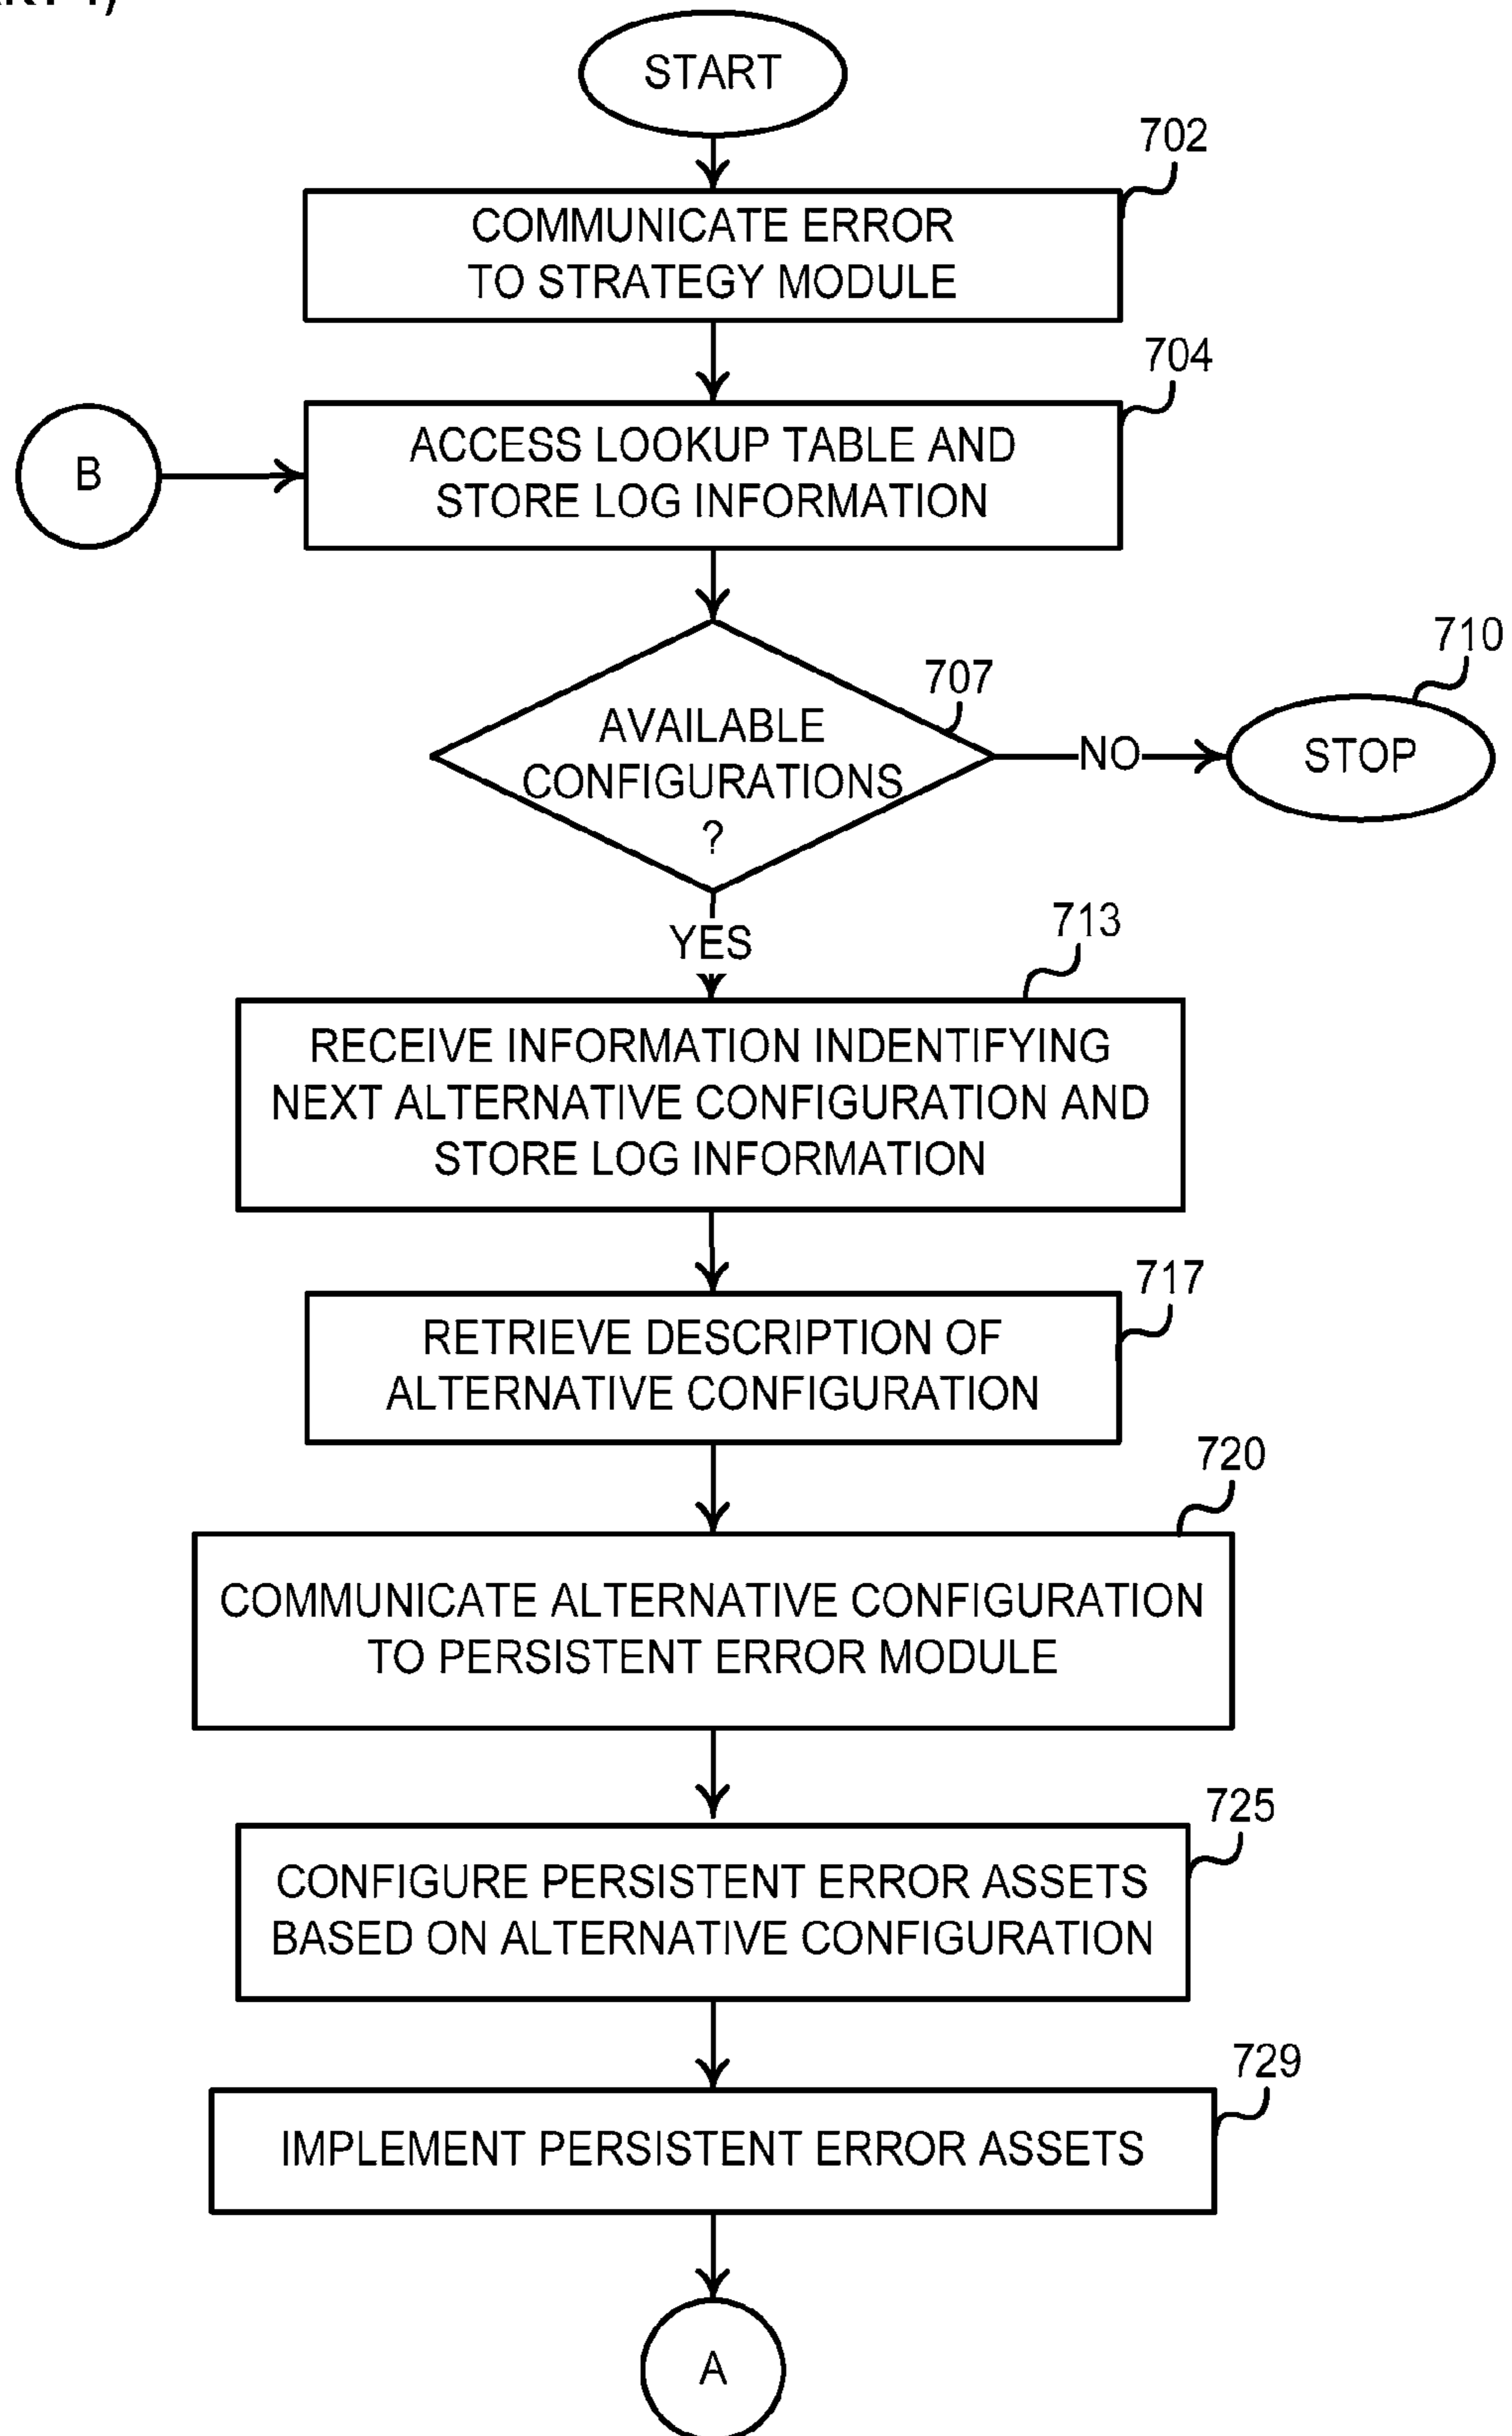 START
702
COMMUNICATE ERROR
TO STRATEGY MODULE
704
B
ACCESS LOOKUP TABLE AND
STORE LOG INFORMATION
707
710
AVAILABLE
CONFIGURATIONS
?
NO
STOP
YES
713
RECEIVE INFORMATION INDENTIFYING
NEXT ALTERNATIVE CONFIGURATION AND
STORE LOG INFORMATION
717
RETRIEVE DESCRIPTION OF
ALTERNATIVE CONFIGURATION
720
COMMUNICATE ALTERNATIVE CONFIGURATION
TO PERSISTENT ERROR MODULE
725
CONFIGURE PERSISTENT ERROR ASSETS
BASED ON ALTERNATIVE CONFIGURATION
729
IMPLEMENT PERSISTENT ERROR ASSETS
A